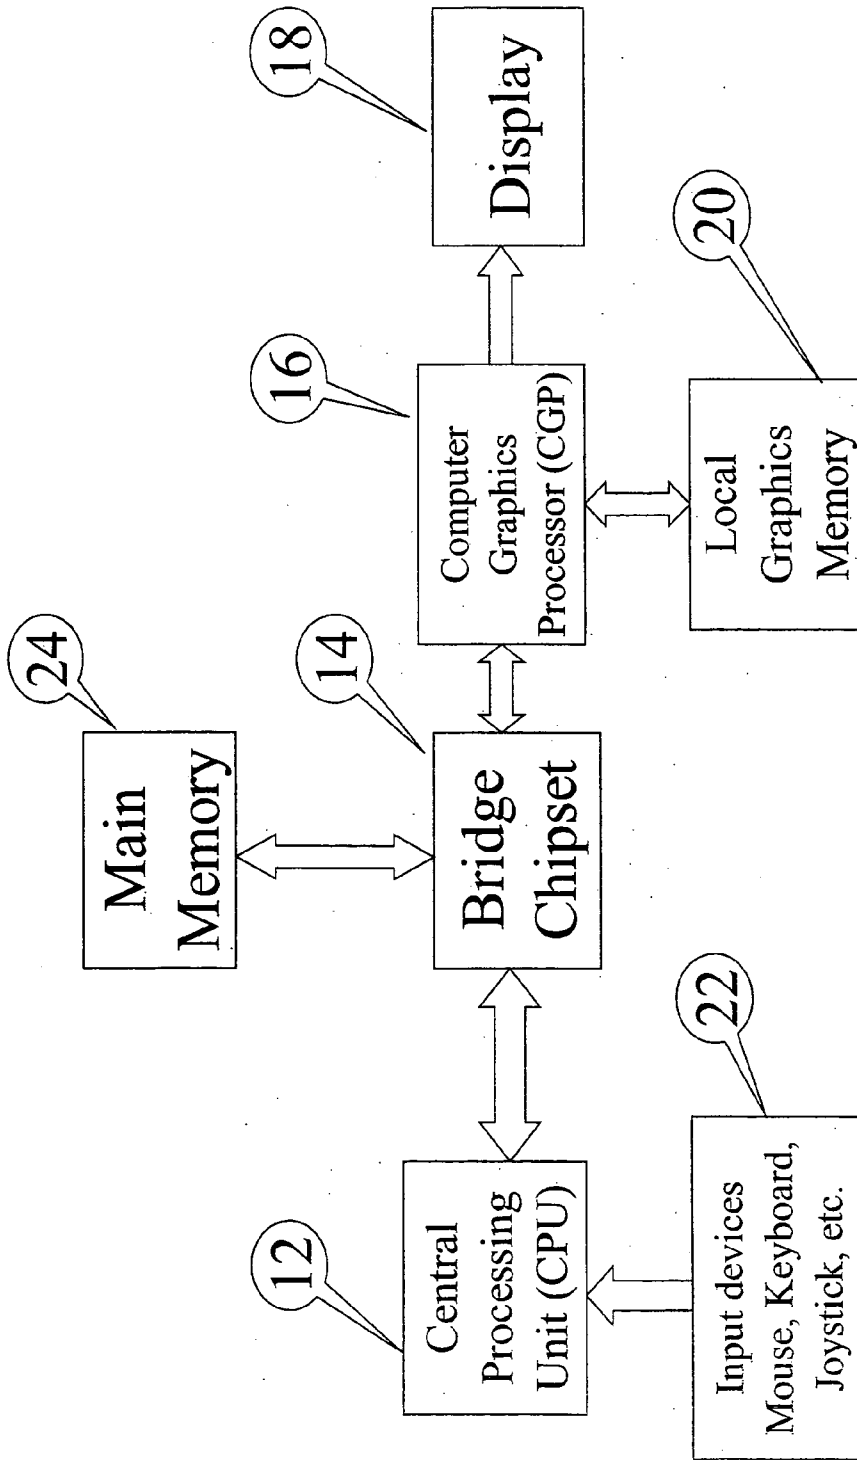 24
Main
Memory
12
14
16
18
Central
Processing
Unit (CPU)
Bridge
Chipset
Computer
Graphics
Processor (CGP)
Display
22
20
Input devices
Mouse, Keyboard,
Joystick, etc.
Local
Graphics
Memory